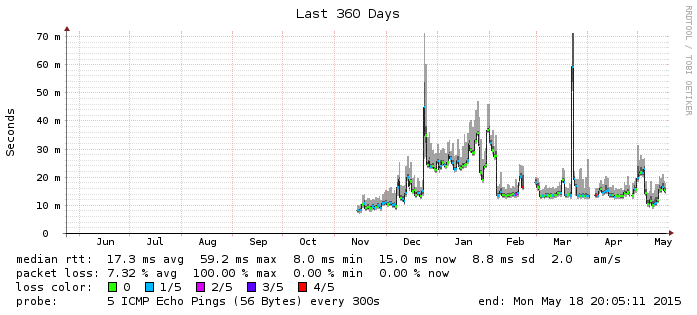 Last 360 Days
RRDTOOL / TOBI OETIKER
Seconds
70 m
60 m
50 m
40 m
30 m
20 m
10 m
0
Jun Jul Aug Sep Oct Nov Dec Jan Feb Mar Apr May
median rtt: 17.3 ms avg 59.2 ms max 8.0 ms min 15.0 ms now 8.8 ms sd 2.0 am/s
packet loss: 7.32 % avg 100.00 % max 0.00 % min 0.00 % now
loss color: 0 1/5 2/5 3/5 4/5
probe: 5 ICMP Echo Pings (56 Bytes) every 300s end: Mon May 18 20:05:11 2015